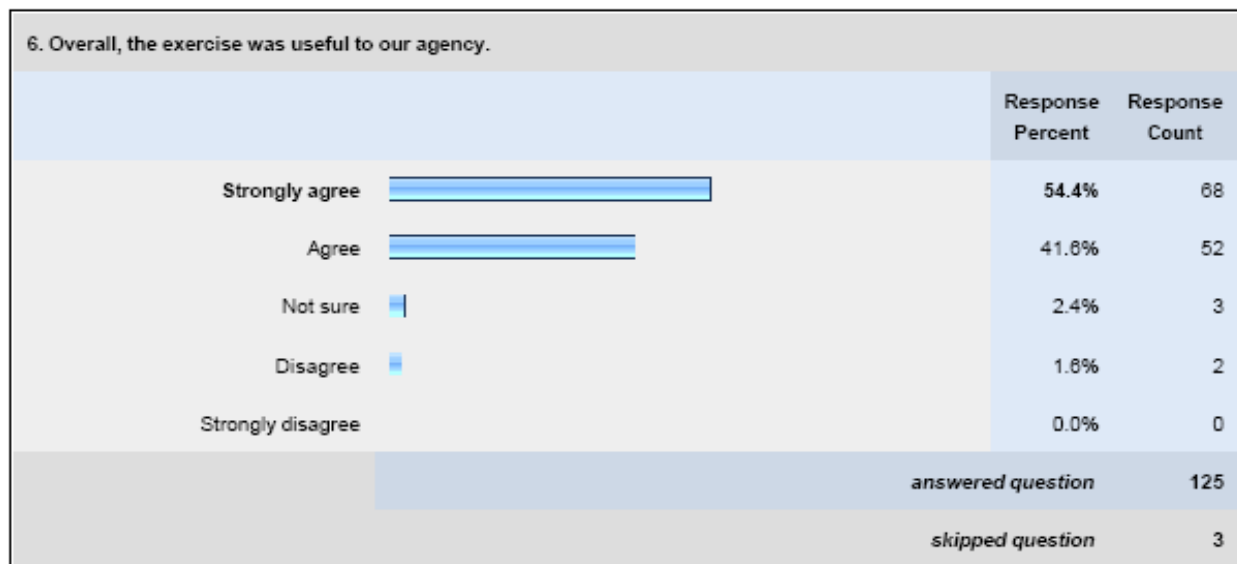 6. Overall, the exercise was useful to our agency.
Response Percent Response Count
Strongly agree 54.4% 68
Agree 41.6% 52
Not sure 2.4% 3
Disagree 1.6% 2
Strongly disagree 0.0% 0
answered question 125
skipped question 3